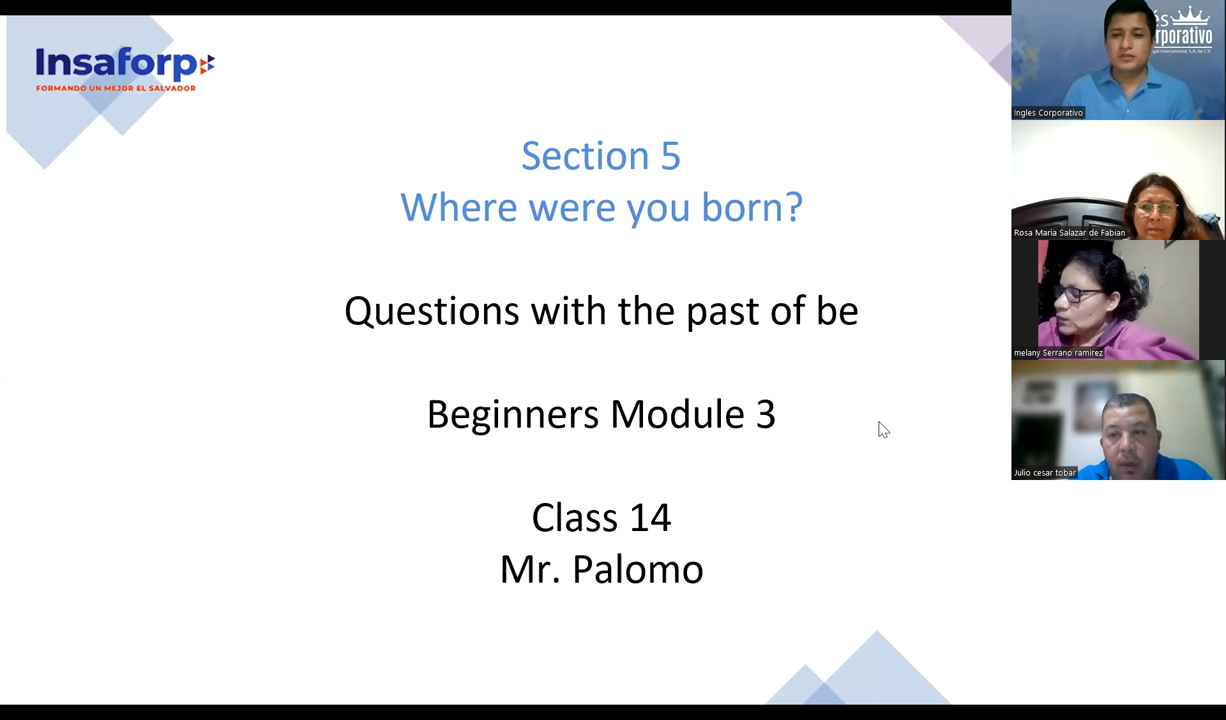 Insaforp
FORMANDO UN MEJOR EL SALVADOR
Section 5
Where were you born?
Questions with the past of be
Beginners Module 3
Class 14
Mr. Palomo
Ingles Corporativo
Rosa Maria Salazar de Fabian
melany Serrano ramirez
Julio cesar tobar